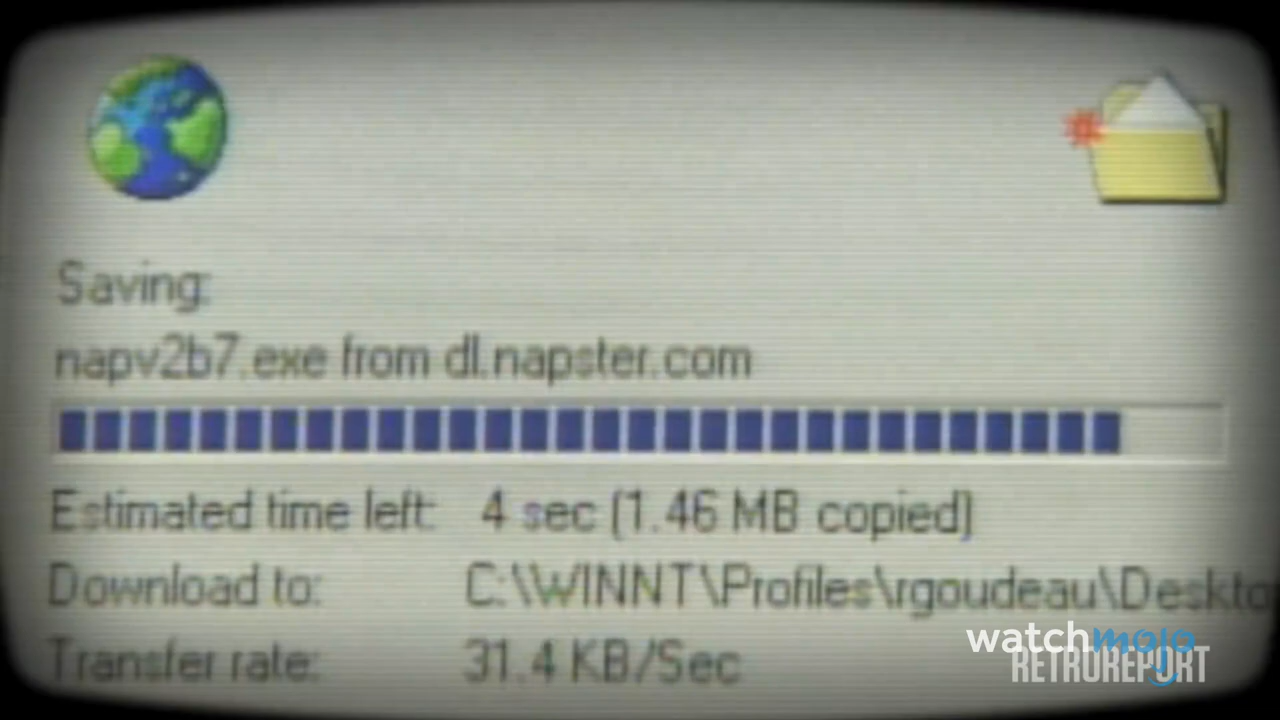 Saving:
napv2b7.exe from dl.napster.com
Estimated time left: 4 sec (1.46 MB copied)
Download to: C:\WINNT\Profiles\rgoudeau\Deskto
Transfer rate: 31.4 KB/Sec
watchmojo
RETROREPORT